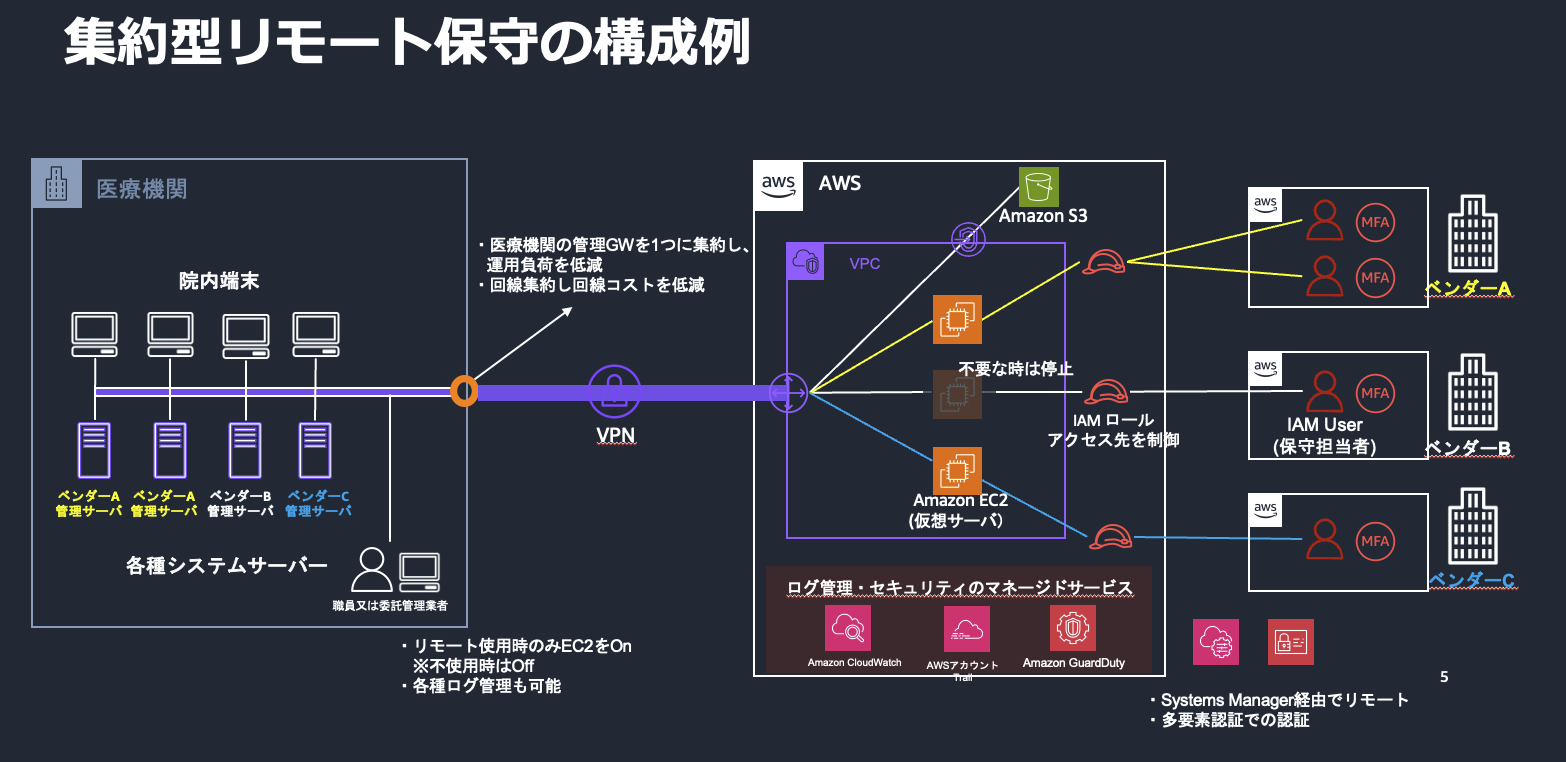 集約型リモート保守の構成例
医療機関
院内端末
ベンダーA
管理サーバ
ベンダーA
管理サーバ
ベンダーB
管理サーバ
ベンダーC
管理サーバ
各種システムサーバー
職員又は委託管理業者
・医療機関の管理GWを1つに集約し、
運用負荷を低減
・回線集約し回線コストを低減
VPN
・リモート使用時のみEC2をOn
※不使用時はOff
・各種ログ管理も可能
aws
AWS
Amazon S3
VPC
不要な時は停止
IAM ロール
アクセス先を制御
Amazon EC2
(仮想サーバ）
ログ管理・セキュリティのマネージドサービス
Amazon CloudWatch
AWSアカウント
Trail
Amazon GuardDuty
aws
MFA
MFA
ベンダーA
aws
MFA
IAM User
(保守担当者)
ベンダーB
aws
MFA
ベンダーC
・Systems Manager経由でリモート
・多要素認証での認証
5